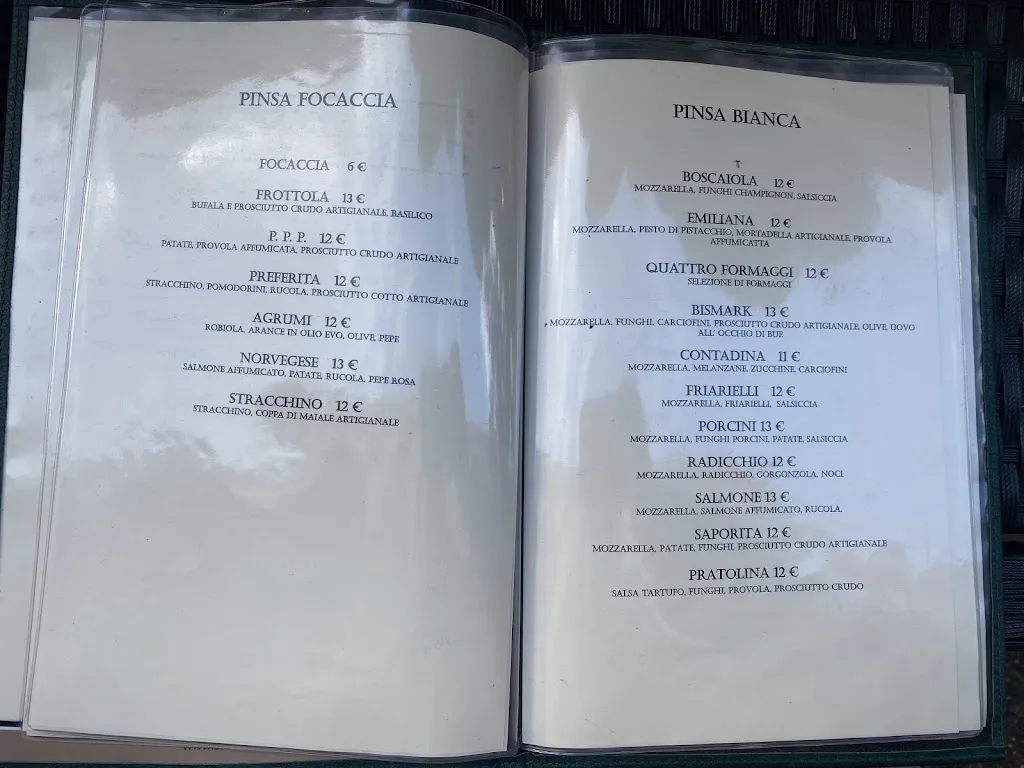 PINSA FOCACCIA
FOCACCIA 6 €
FROTTOLA 13 €
BUFALA E PROSCIUTTO CRUDO ARTIGIANALE, BASILICO
P. P. P. 12 €
PATATE, PROVOLA AFFUMICATA, PROSCIUTTO CRUDO ARTIGIANALE
PREFERITA 12 €
STRACCHINO, POMODORINI, RUCOLA, PROSCIUTTO COTTO ARTIGIANALE
AGRUMI 12 €
ROBIOLA, ARANCE IN OLIO EVO, OLIVE, PEPE
NORVEGESE 13 €
SALMONE AFFUMICATO, PATATE, RUCOLA, PEPE ROSA
STRACCHINO 12 €
STRACCHINO, COPPA DI MAIALE ARTIGIANALE
PINSA BIANCA
BOSCAIOLA 12 €
MOZZARELLA, FUNGHI CHAMPIGNON, SALSICCIA
EMILIANA 12 €
MOZZARELLA, PESTO DI PISTACCHIO, MORTADELLA ARTIGIANALE, PROVOLA
AFFUMICATTA
QUATTRO FORMAGGI 12 €
SELEZIONE DI FORMAGGI
BISMARK 13 €
MOZZARELLA, FUNGHI, CARCIOFINI, PROSCIUTTO CRUDO ARTIGIANALE, OLIVE, UOVO
ALL' OCCHIO DI BUE
CONTADINA 11 €
MOZZARELLA, MELANZANE, ZUCCHINE, CARCIOFINI
FRIARIELLI 12 €
MOZZARELLA, FRIARIELLI, SALSICCIA
PORCINI 13 €
MOZZARELLA, FUNGHI PORCINI, PATATE, SALSICCIA
RADICCHIO 12 €
MOZZARELLA, RADICCHIO, GORGONZOLA, NOCI
SALMONE 13 €
MOZZARELLA, SALMONE AFFUMICATO, RUCOLA,
SAPORITA 12 €
MOZZARELLA, PATATE, FUNGHI, PROSCIUTTO CRUDO ARTIGIANALE
PRATOLINA 12 €
SALSA TARTUFO, FUNGHI, PROVOLA, PROSCIUTTO CRUDO